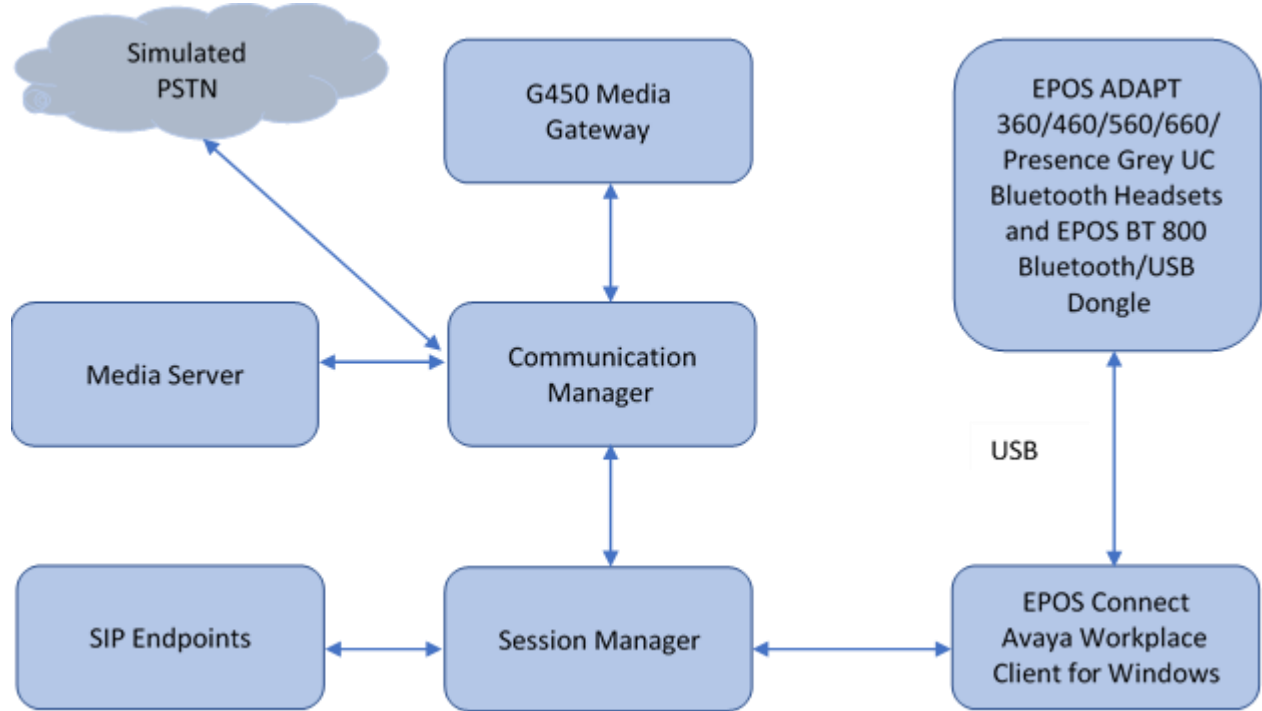 Simulated
PSTN
G450 Media
Gateway
EPOS ADAPT
360/460/560/660/
Presence Grey UC
Bluetooth Headsets
and EPOS BT 800
Bluetooth/USB
Dongle
Media Server
Communication
Manager
USB
SIP Endpoints
Session Manager
EPOS Connect
Avaya Workplace
Client for Windows